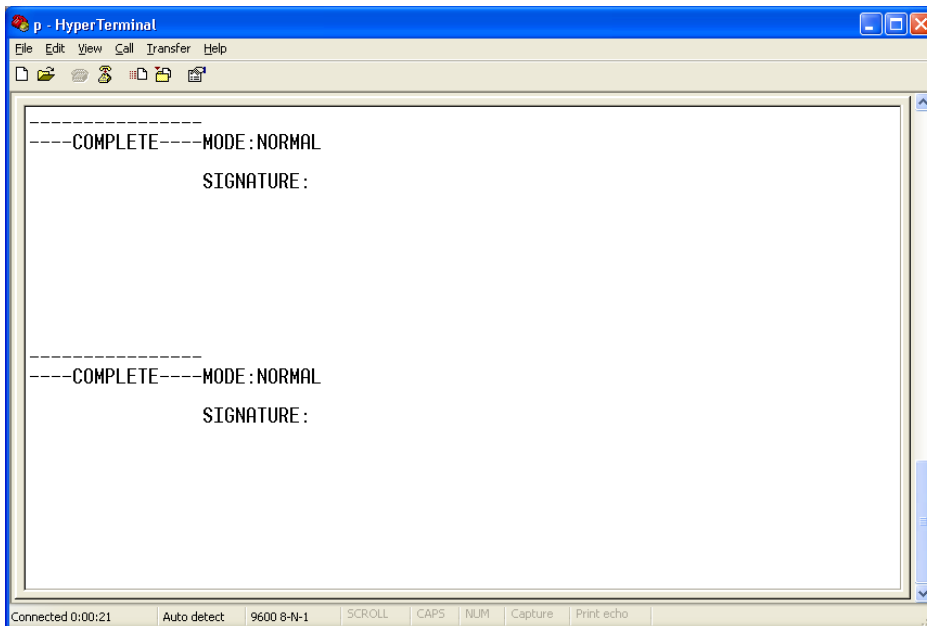 p - HyperTerminal
File Edit View Call Transfer Help
----------------
----COMPLETE----MODE:NORMAL
SIGNATURE:
----------------
----COMPLETE----MODE:NORMAL
SIGNATURE:
Connected 0:00:21 Auto detect 9600 8-N-1 SCROLL CAPS NUM Capture Print echo